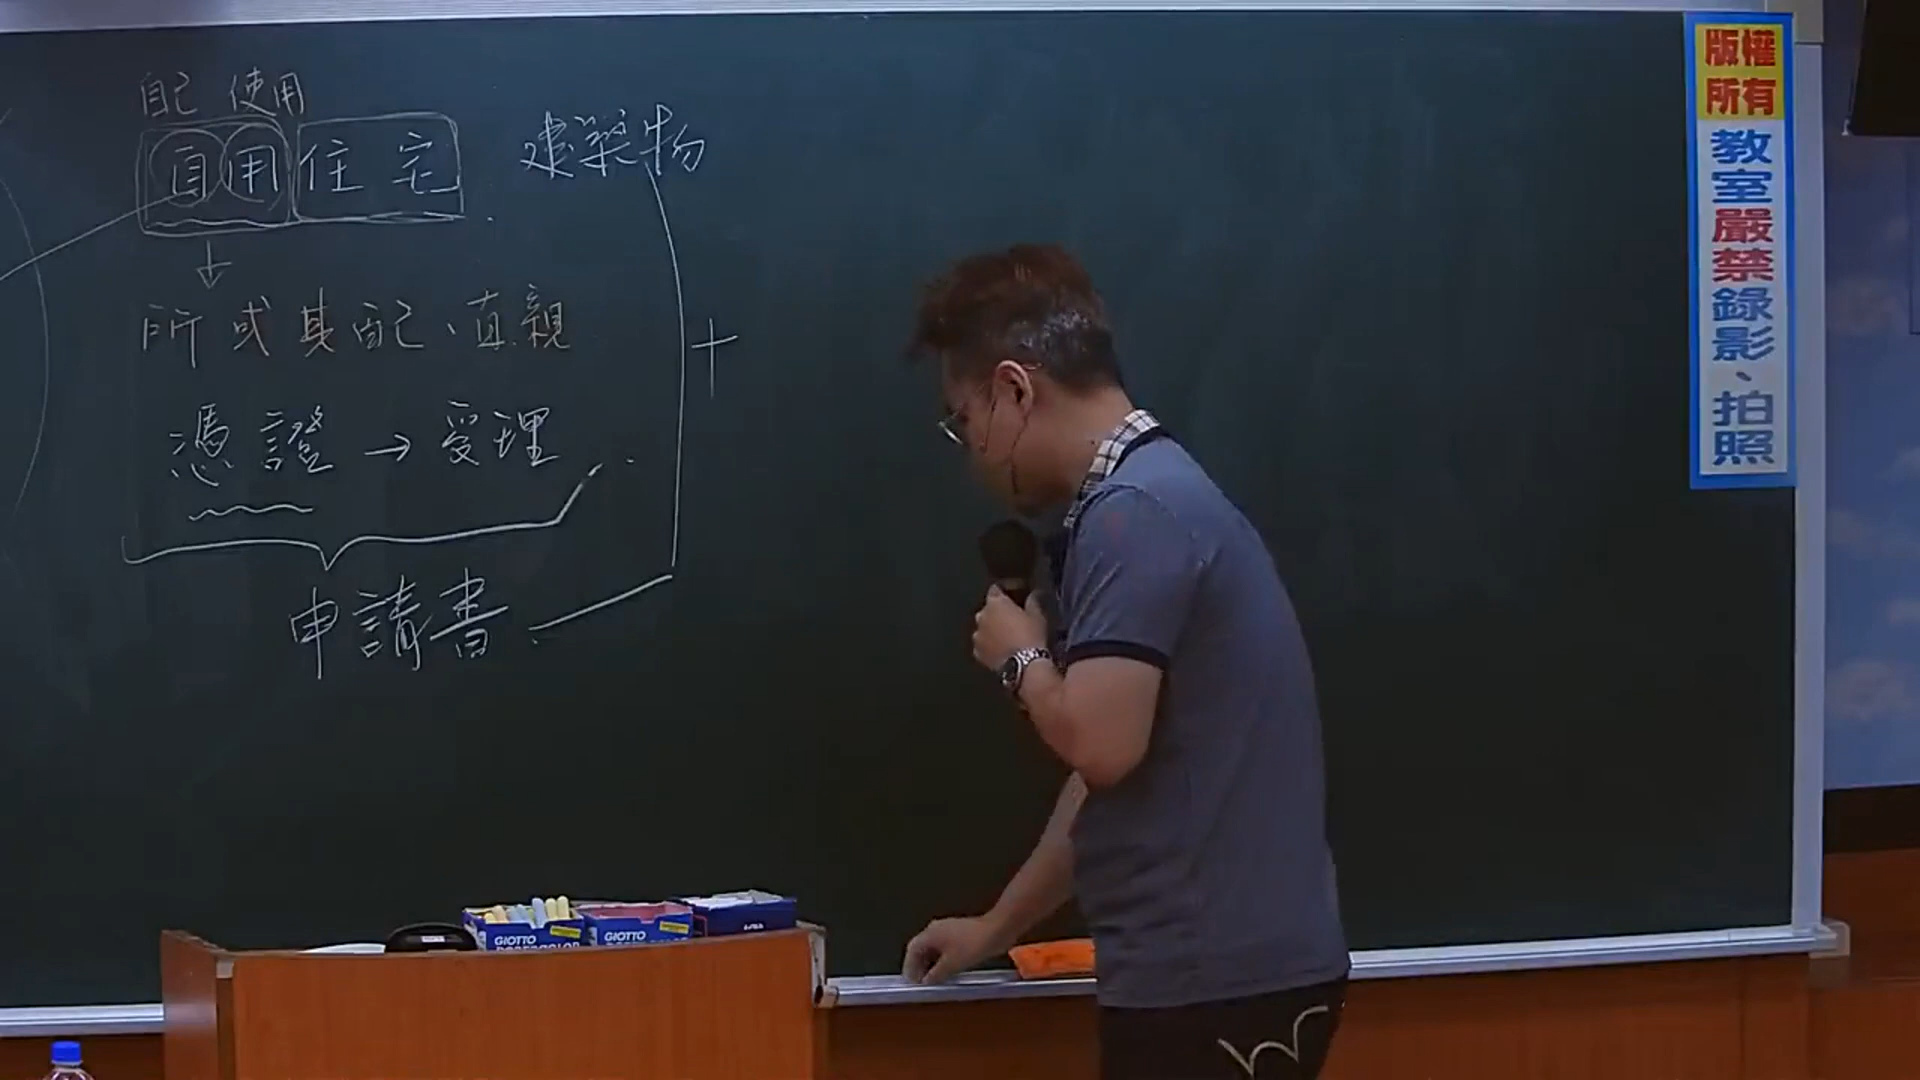 自己 使用
自用住宅 建築物
所或其配、直親
憑證→受理
申請書
版權
所有
教室嚴禁錄影、拍照
GIOTTO
GIOTTO